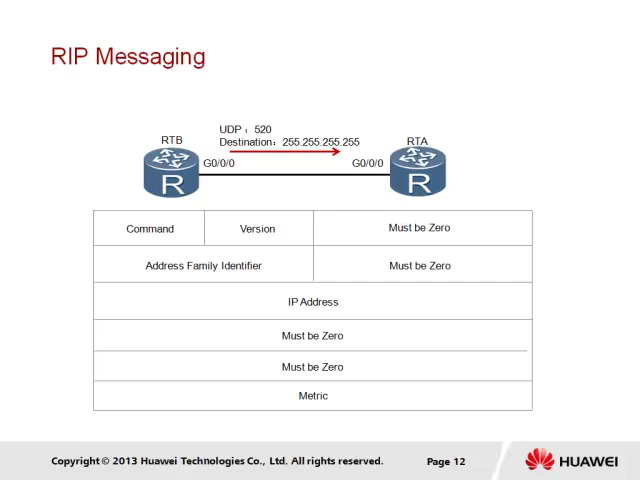 RIP Messaging
UDP： 520
Destination： 255.255.255.255
RTB
RTA
G0/0/0
G0/0/0
R
R
Command
Version
Must be Zero
Address Family Identifier
Must be Zero
IP Address
Must be Zero
Must be Zero
Metric
Copyright © 2013 Huawei Technologies Co., Ltd. All rights reserved.
Page 12
HUAWEI